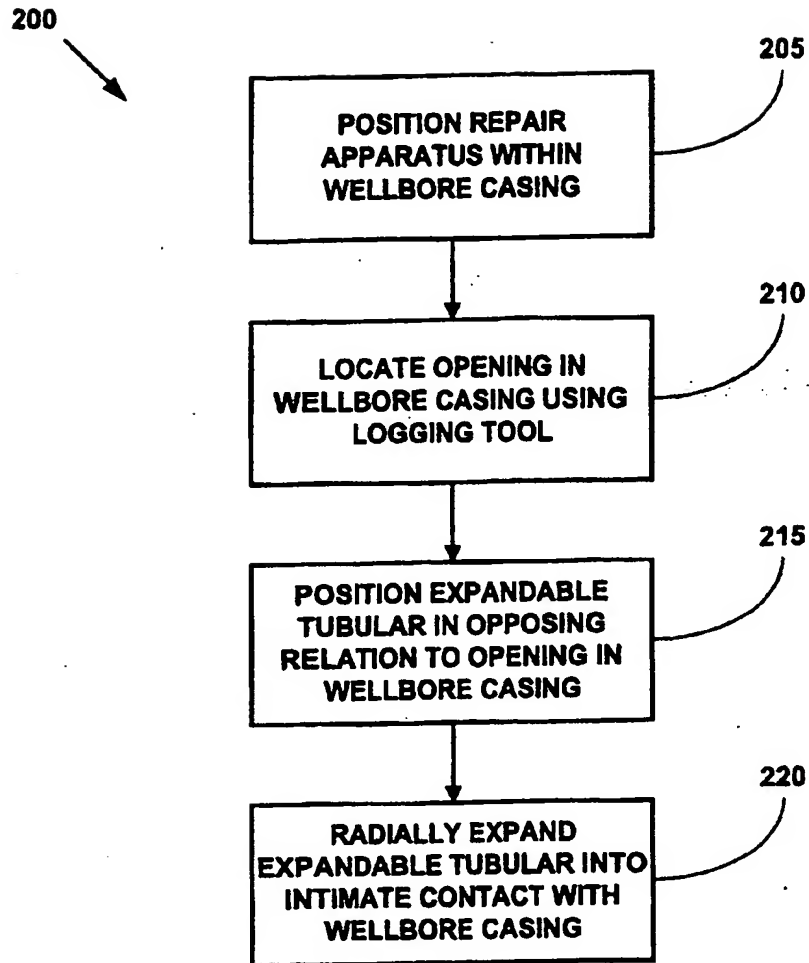 200
205
POSITION REPAIR
APPARATUS WITHIN
WELLBORE CASING
210
LOCATE OPENING IN
WELLBORE CASING USING
LOGGING TOOL
215
POSITION EXPANDABLE
TUBULAR IN OPPOSING
RELATION TO OPENING IN
WELLBORE CASING
220
RADIALLY EXPAND
EXPANDABLE TUBULAR INTO
INTIMATE CONTACT WITH
WELLBORE CASING